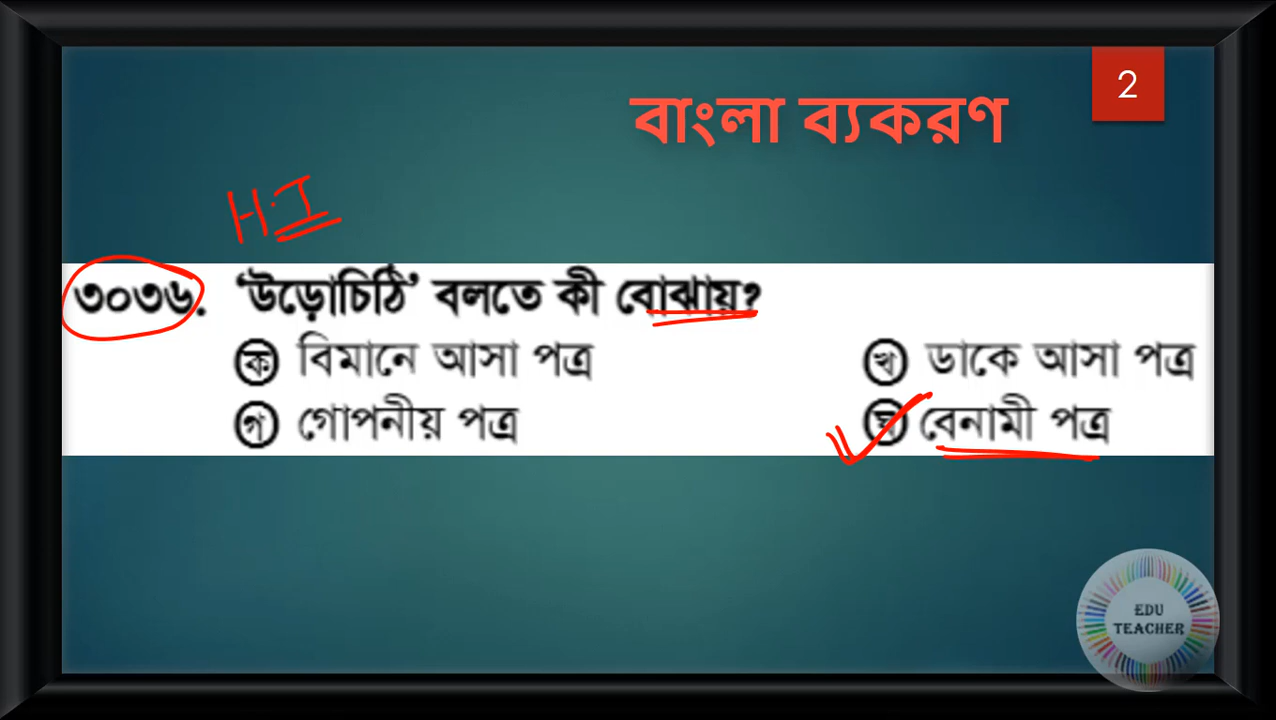 2
বাংলা ব্যকরণ
H.I
৩০৩৬. ‘উড়োচিঠি’ বলতে কী বোঝায়?
ক বিমানে আসা পত্র খ ডাকে আসা পত্র
গ গোপনীয় পত্র ঘ বেনামী পত্র
EDU
TEACHER